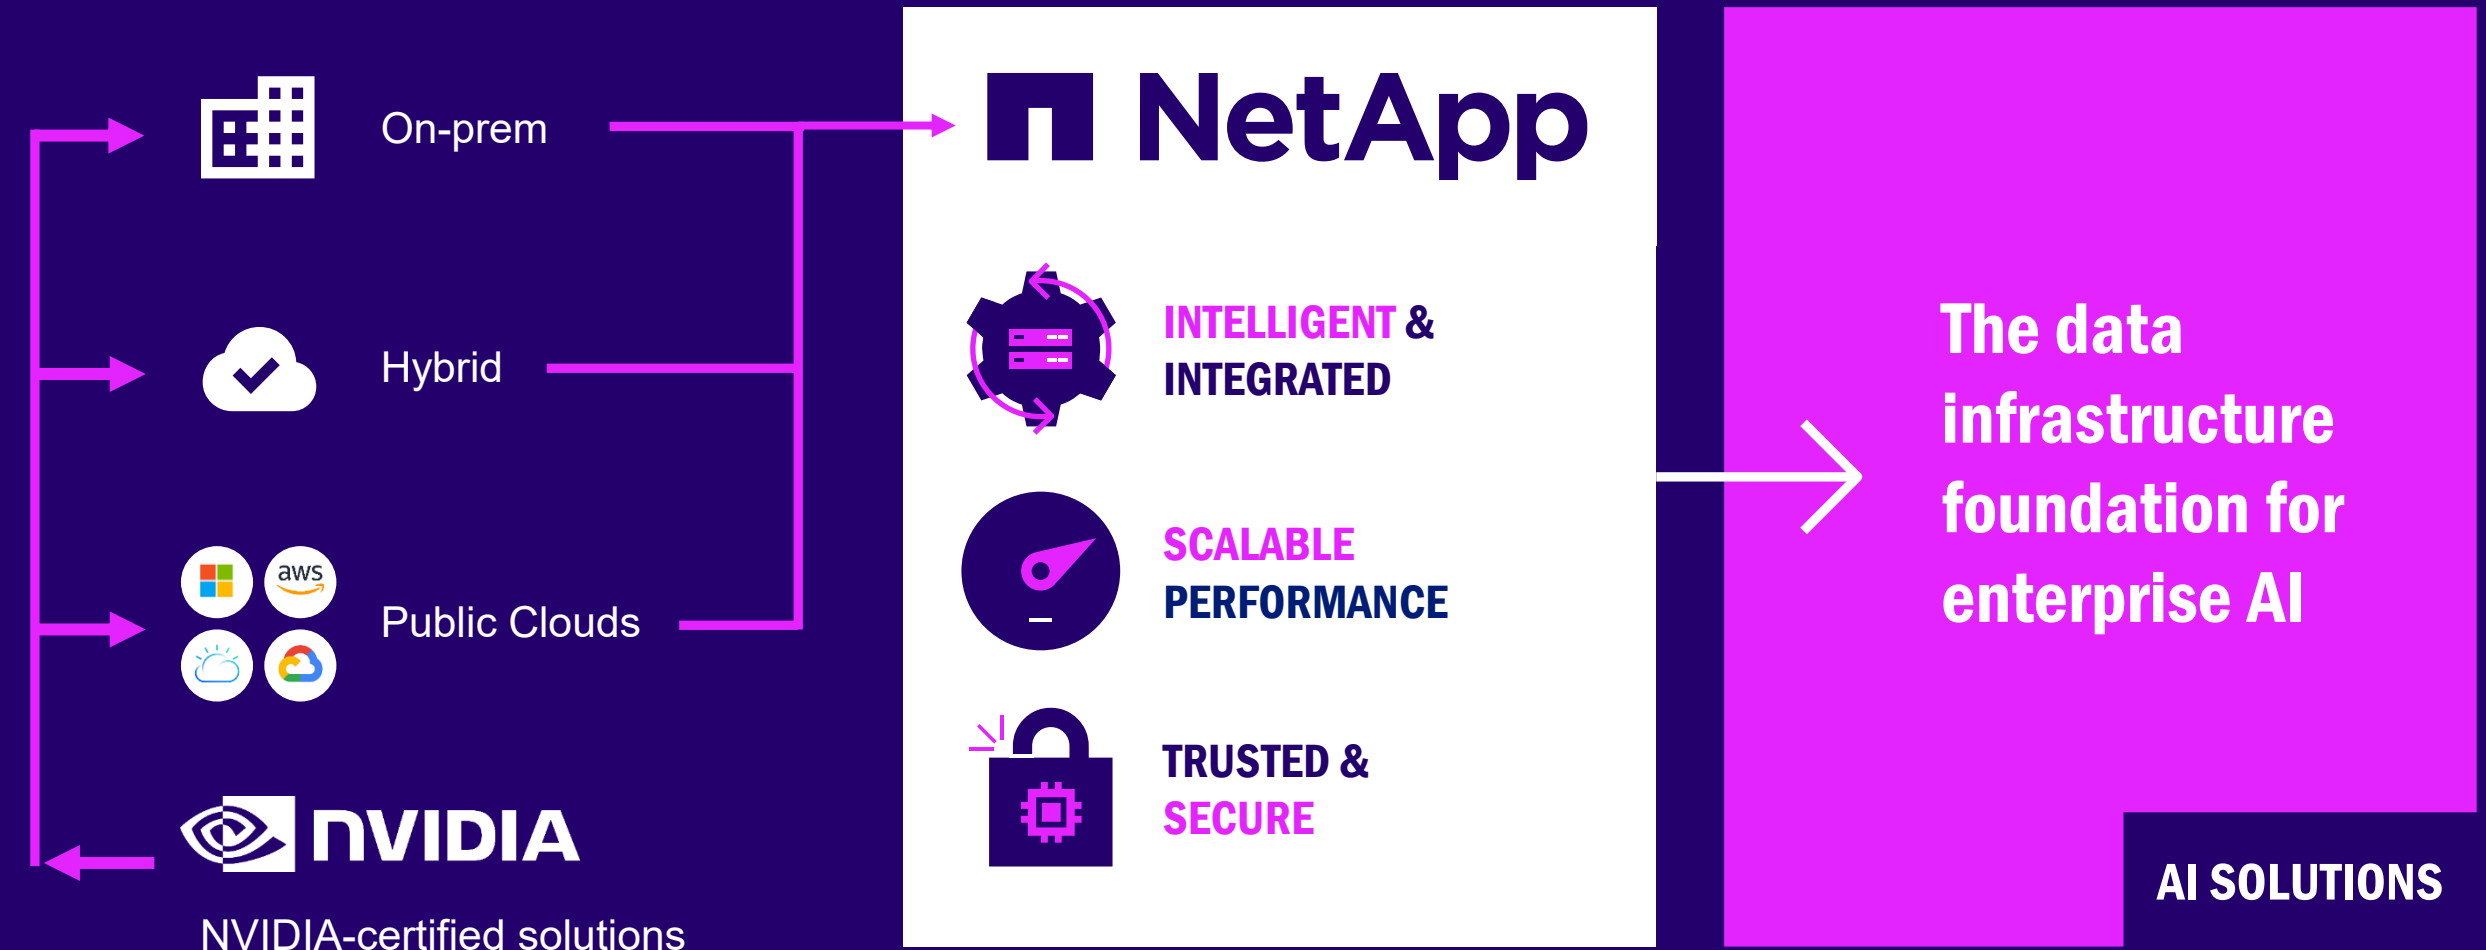 On-prem
Hybrid
aws
Public Clouds
NVIDIA
NVIDIA-certified solutions
NetApp
INTELLIGENT &
INTEGRATED
SCALABLE
PERFORMANCE
TRUSTED &
SECURE
The data
infrastructure
foundation for
enterprise AI
AI SOLUTIONS